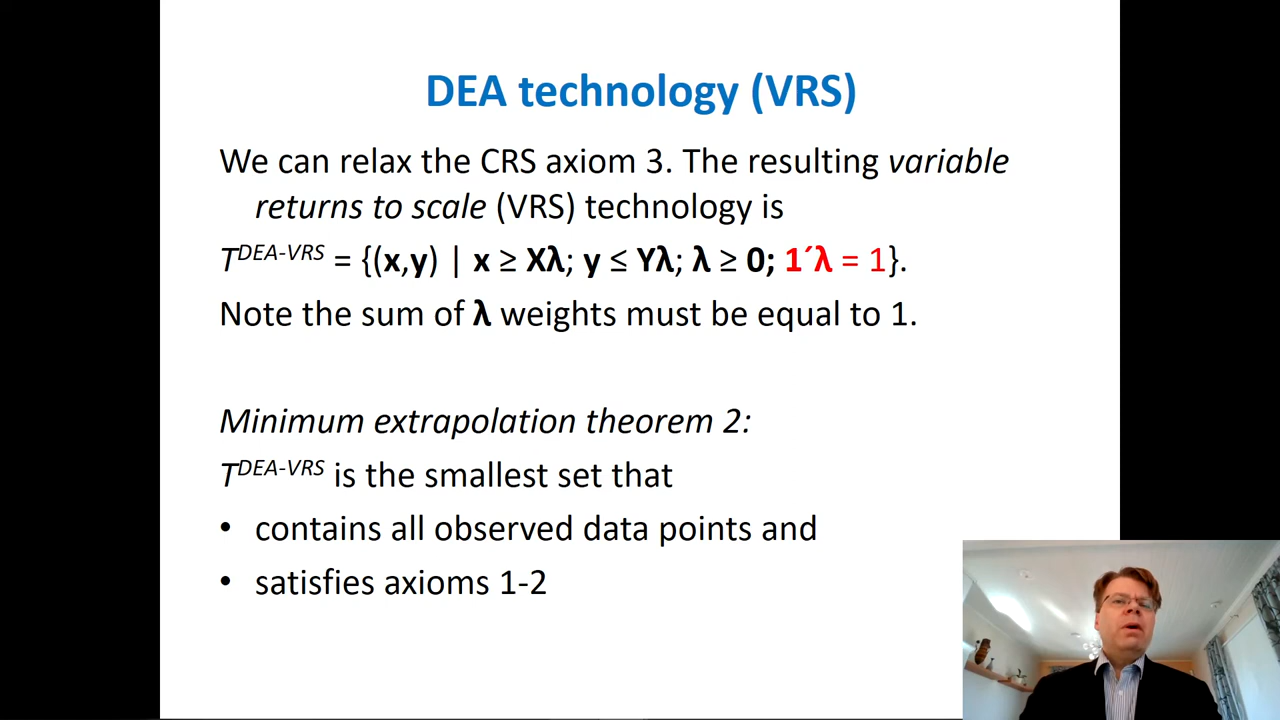 DEA technology (VRS)
We can relax the CRS axiom 3. The resulting variable
returns to scale (VRS) technology is
T^DEA-VRS = {(x,y) | x ≥ Xλ; y ≤ Yλ; λ ≥ 0; 1´λ = 1}.
Note the sum of λ weights must be equal to 1.
Minimum extrapolation theorem 2:
T^DEA-VRS is the smallest set that
• contains all observed data points and
• satisfies axioms 1-2